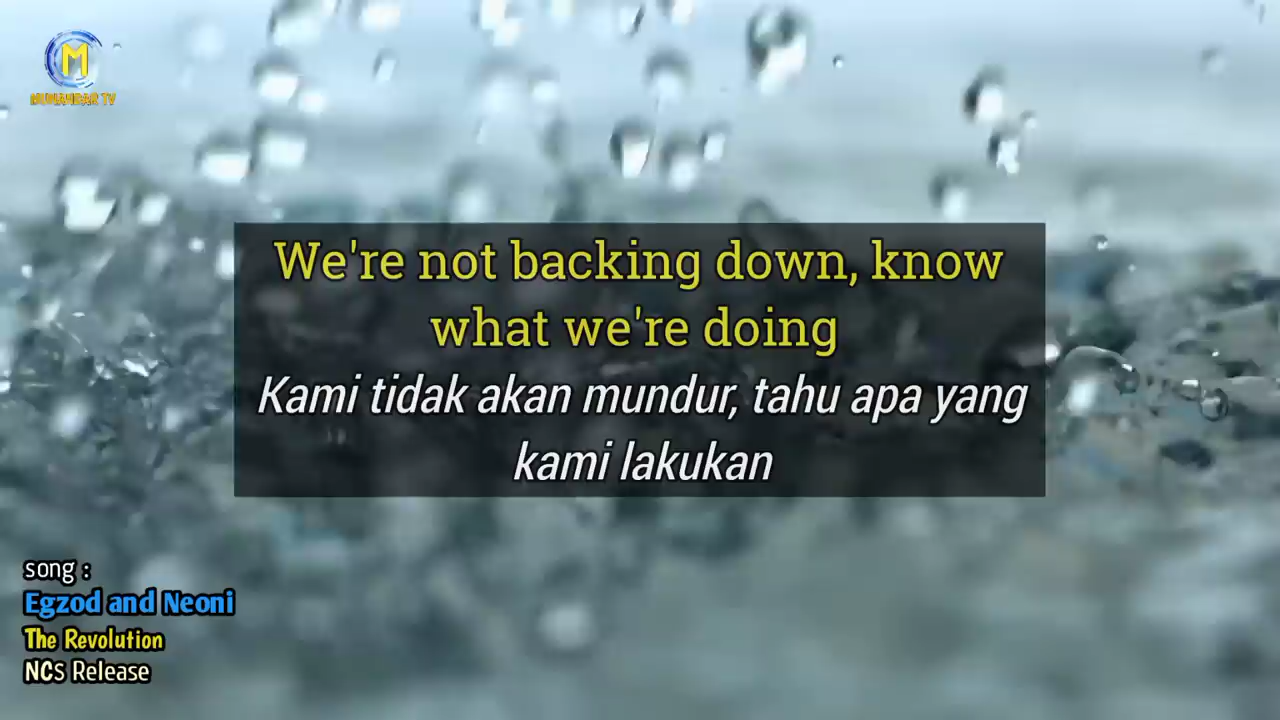 M
We're not backing down, know
what we're doing
Kami tidak akan mundur, tahu apa yang
kami lakukan
song :
Egzod and Neoni
The Revolution
NCS Release